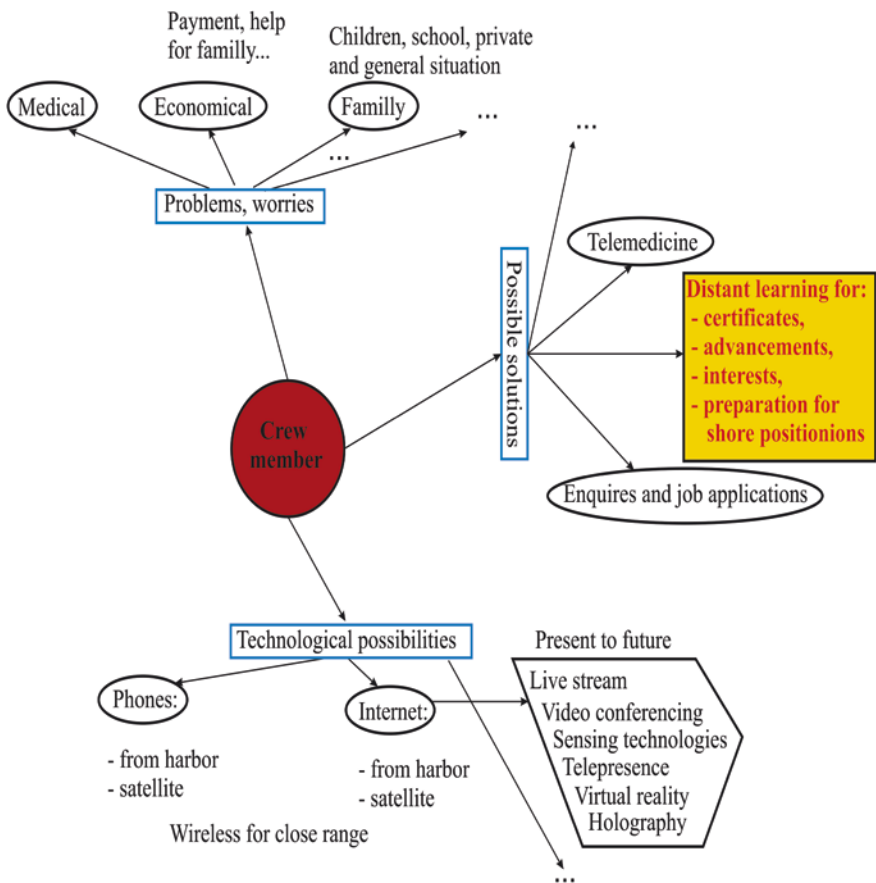 Payment, help
for familly...
Children, school, private
and general situation
Medical
Economical
Familly
...
...
...
Problems, worries
Telemedicine
Possible solutions
Distant learning for:
- certificates,
- advancements,
- interests,
- preparation for
shore positionions
Crew
member
Enquires and job applications
Technological possibilities
Present to future
Phones:
Internet:
Live stream
Video conferencing
Sensing technologies
Telepresence
Virtual reality
Holography
- from harbor
- satellite
- from harbor
- satellite
Wireless for close range
...